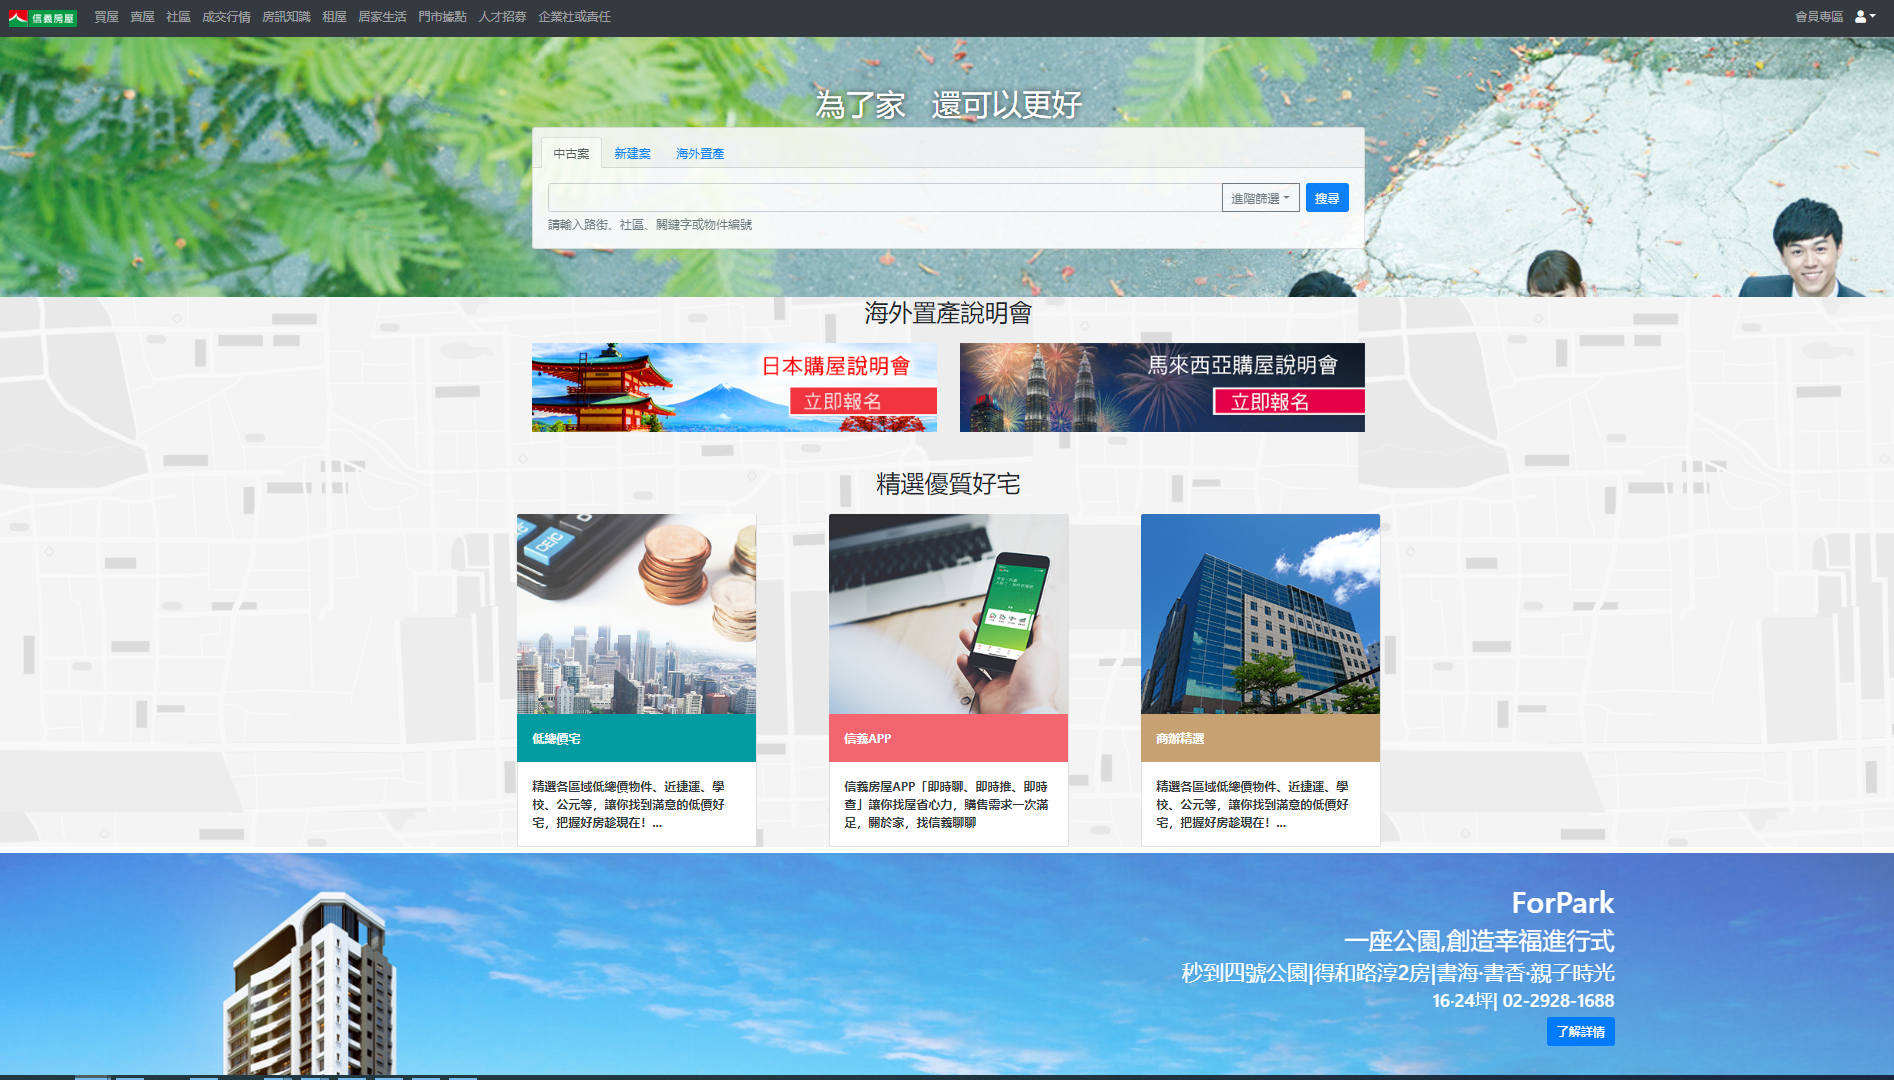 信義房屋
買屋 賣屋 社區 成交行情 房訊知識 租屋 居家生活 門市據點 人才招募 企業社或責任
會員專區
為了家 還可以更好
中古案 新建案 海外置產
進階篩選 搜尋
請輸入路街、社區、關鍵字或物件編號
海外置產說明會
日本購屋說明會
立即報名
馬來西亞購屋說明會
立即報名
精選優質好宅
低總價宅
精選各區域低總價物件、近捷運、學
校、公元等，讓你找到滿意的低價好
宅，把握好房趁現在！...
信義APP
信義房屋APP「即時聊、即時推、即時
查」讓你找屋省心力，購售需求一次滿
足，關於家，找信義聊聊
商辦精選
精選各區域低總價物件、近捷運、學
校、公元等，讓你找到滿意的低價好
宅，把握好房趁現在！...
ForPark
一座公園,創造幸福進行式
秒到四號公園|得和路淳2房|書海·書香·親子時光
16·24坪| 02-2928-1688
了解詳情